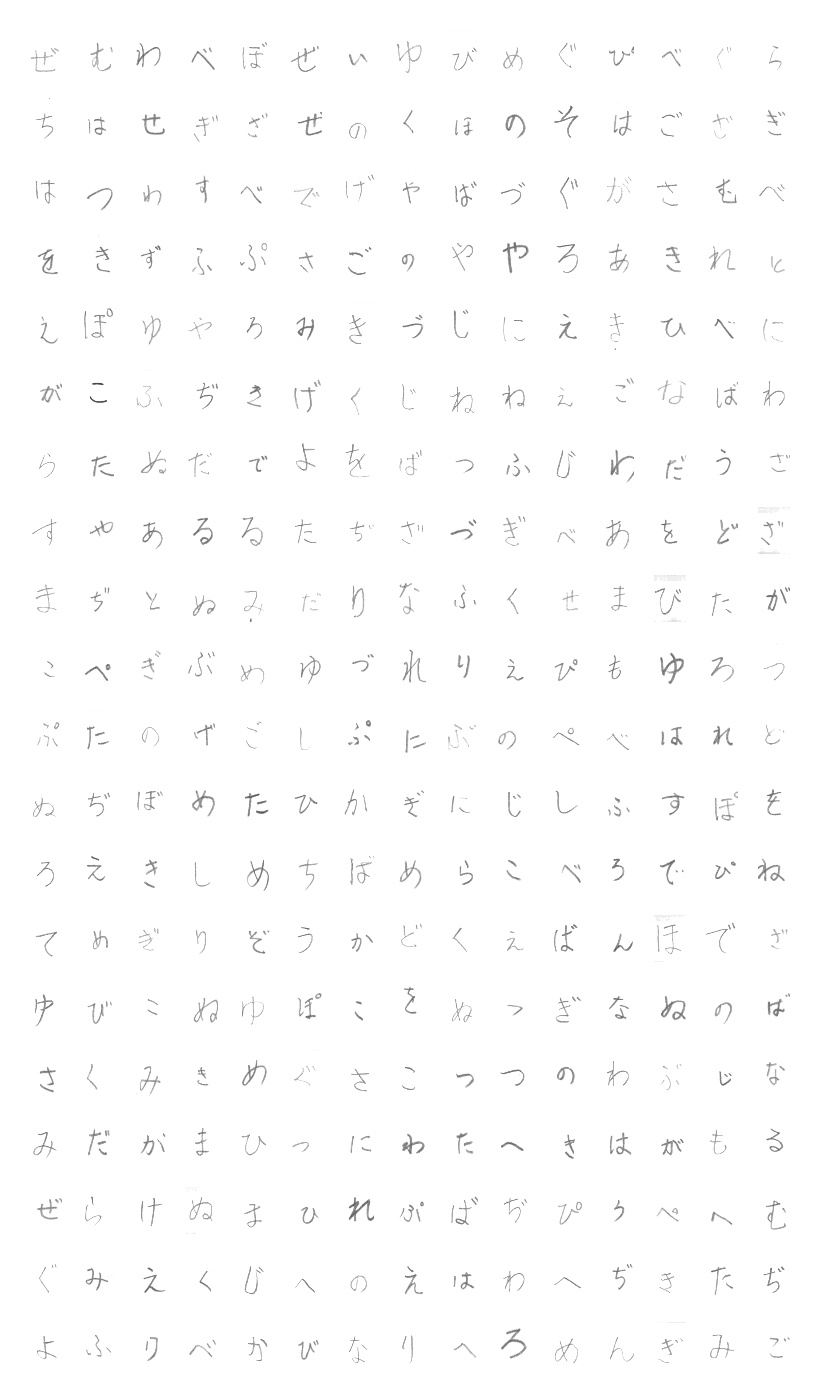 ぜむわべぼぜいゆびめぐぴべぐら
ちはせぎざぜのくほのそはござぎ
はつわすべでげやばづぐがさむべ
をきずふぷさごのややろあきれと
えぽゆやろみきづじにえきひべに
がこふぢきげくじねねえごなばわ
らたぬだでよをばつふじわだうざ
すやあるるたぢざづぎべあをどざ
まぢとぬみだりなふくせまびたが
こぺぎぶめゆづれりえぴもゆろつ
ぷたのげごしぷにぶのぺべはれど
ぬぢぼめたひかぎにじしふすぽを
ろえきしめちばめらこべろでぴね
てめぎりぞうかどくえばんほでざ
ゆびこぬゆぽこをぬっぎなぬのば
さくみきめぐさこっつのわぶじな
みだがまひっにわたへきはがもる
ぜらけぬまひれぷばぢぴうぺへむ
ぐみえくじへのえはわへぢきたぢ
よふりべかびなりへろめんぎみご